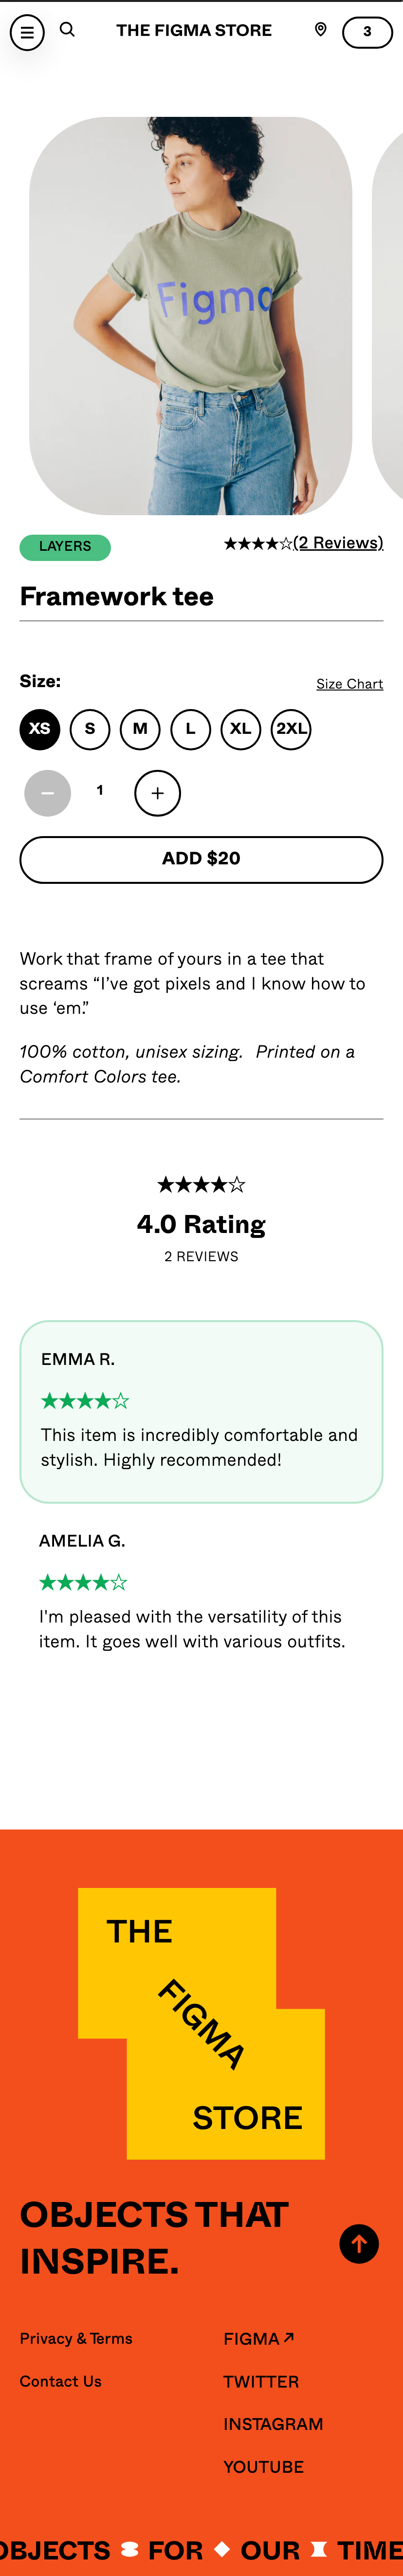 THE FIGMA STORE
3
Figma
LAYERS
★★★★☆(2 Reviews)
Framework tee
Size:
Size Chart
XS S M L XL 2XL
− 1 +
ADD $20
Work that frame of yours in a tee that
screams “I’ve got pixels and I know how to
use ‘em.”
100% cotton, unisex sizing. Printed on a
Comfort Colors tee.
★★★★☆
4.0 Rating
2 REVIEWS
EMMA R.
★★★★☆
This item is incredibly comfortable and
stylish. Highly recommended!
AMELIA G.
★★★★☆
I'm pleased with the versatility of this
item. It goes well with various outfits.
THE
FIGMA
STORE
OBJECTS THAT
INSPIRE.
Privacy & Terms
Contact Us
FIGMA ↗
TWITTER
INSTAGRAM
YOUTUBE
OBJECTS FOR OUR TIME